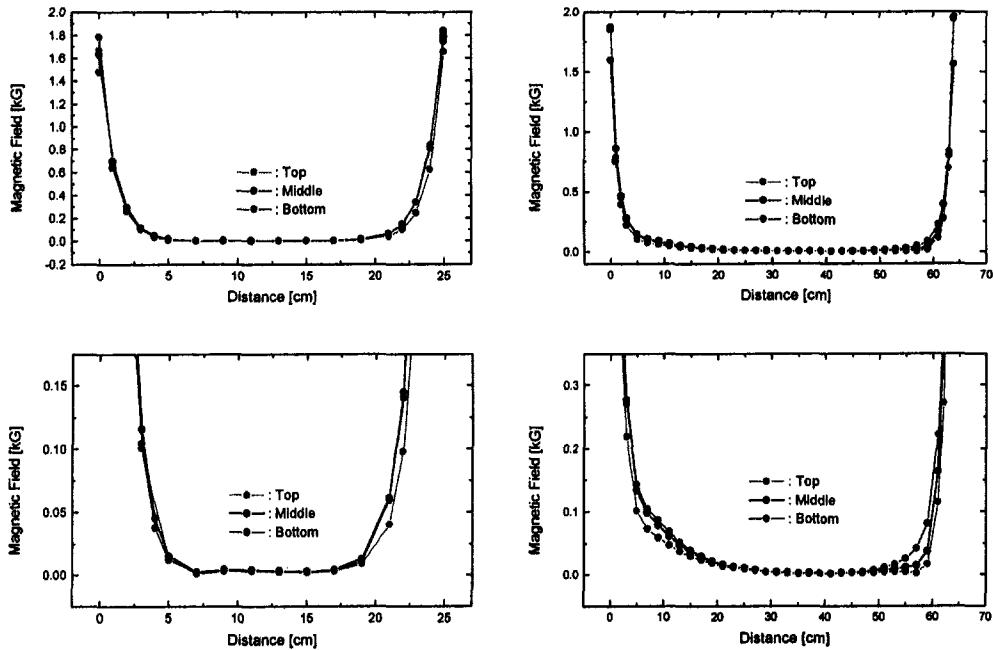 2.0
1.8
1.6
1.4
1.2
1.0
0.8
0.6
0.4
0.2
0.0
-0.2
Magnetic Field [kG]
: Top
: Middle
: Bottom
0 5 10 15 20 25
Distance [cm]
2.0
1.5
1.0
0.5
0.0
Magnetic Field [kG]
: Top
: Middle
: Bottom
0 10 20 30 40 50 60 70
Distance [cm]
0.15
0.10
0.05
0.00
Magnetic Field [kG]
: Top
: Middle
: Bottom
0 5 10 15 20 25
Distance [cm]
0.3
0.2
0.1
0.0
Magnetic Field [kG]
: Top
: Middle
: Bottom
0 10 20 30 40 50 60 70
Distance [cm]